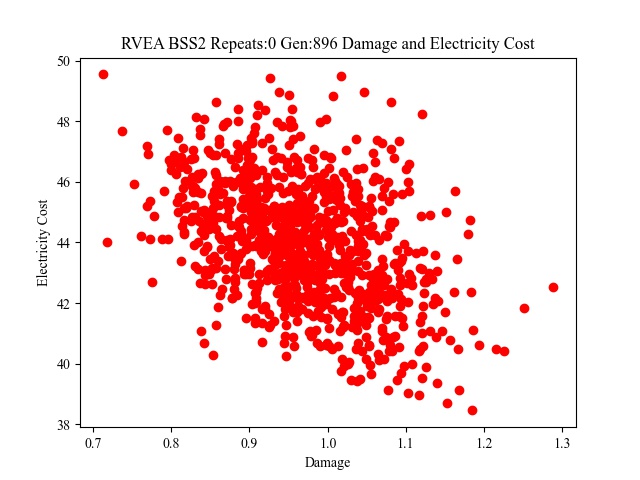 RVEA BSS2 Repeats:0 Gen:896 Damage and Electricity Cost
50
48
46
44
42
40
38
Electricity Cost
0.7 0.8 0.9 1.0 1.1 1.2 1.3
Damage